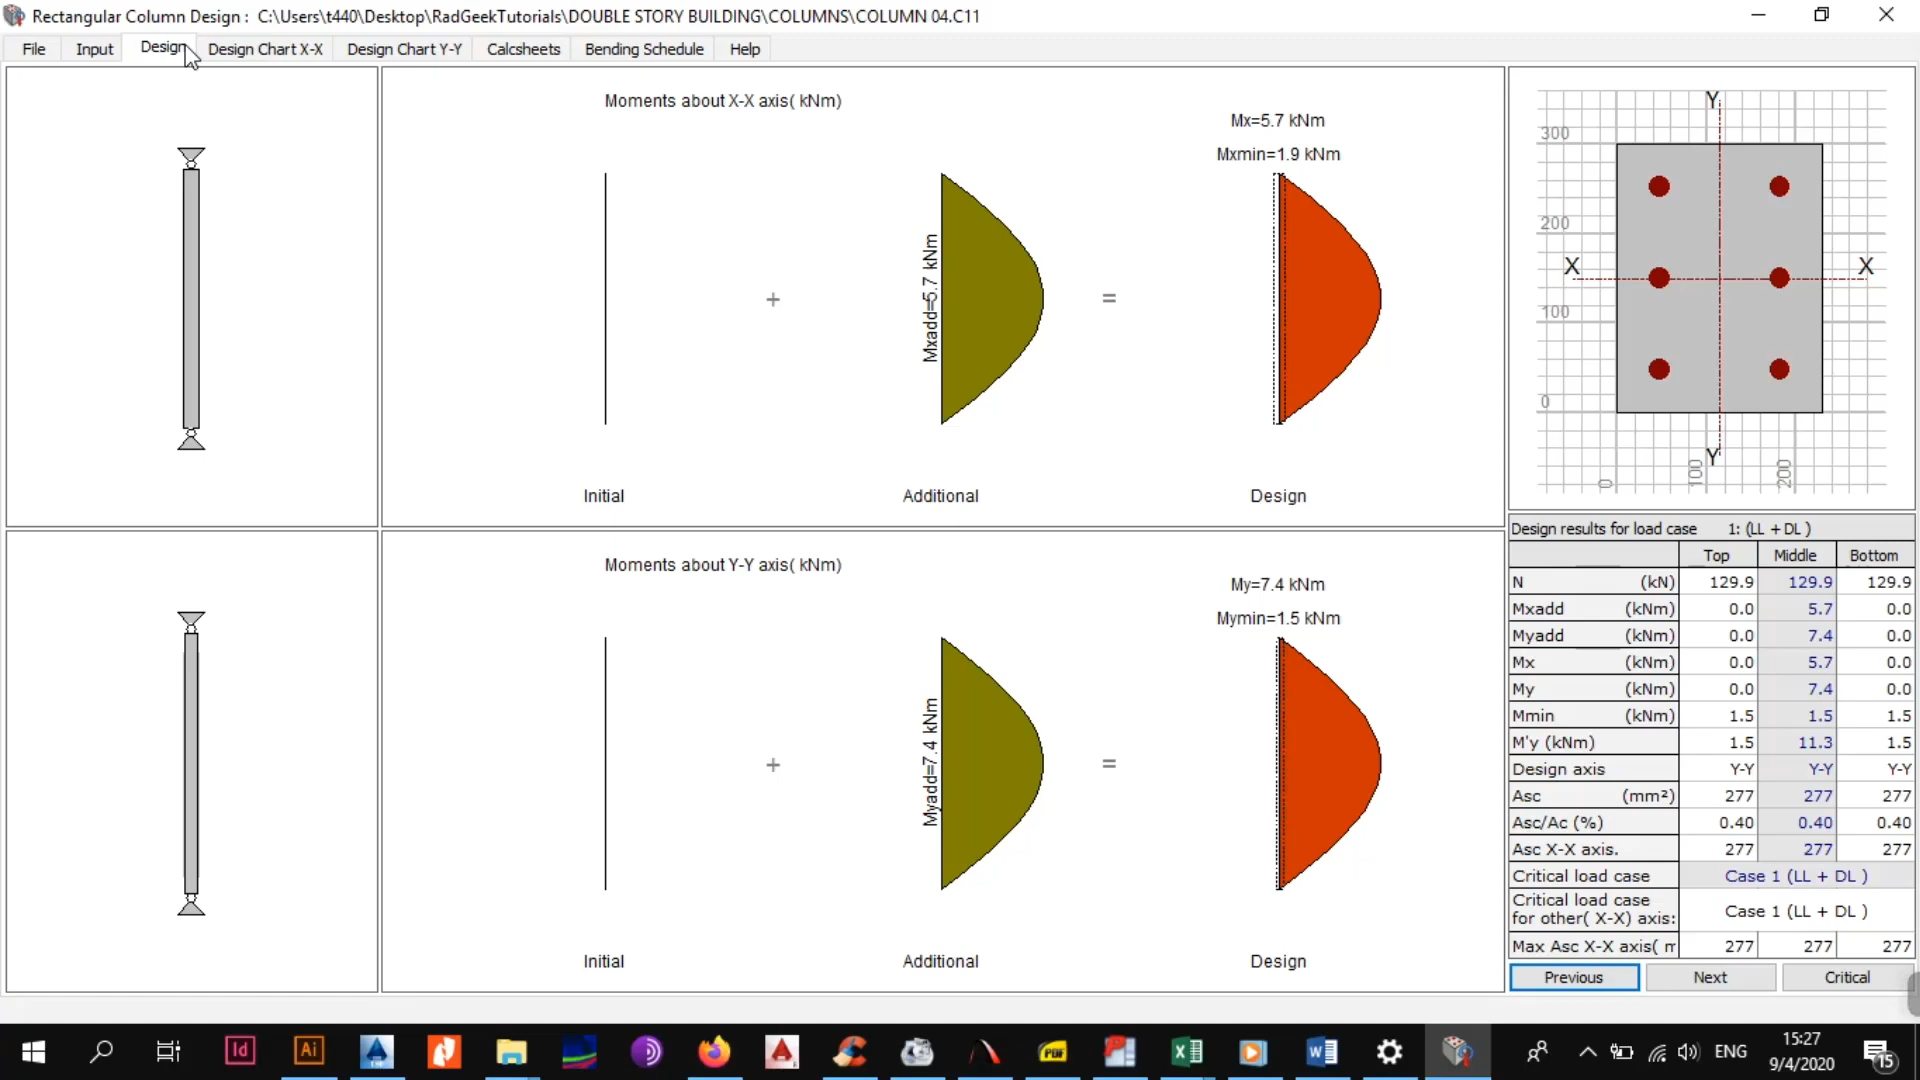 Rectangular Column Design : C:\Users\t440\Desktop\RadGeekTutorials\DOUBLE STORY BUILDING\COLUMNS\COLUMN 04.C11
File Input Design Design Chart X-X Design Chart Y-Y Calcsheets Bending Schedule Help
Moments about X-X axis( kNm)
Mx=5.7 kNm
Mxmin=1.9 kNm
Mxadd=5.7 kNm
+
=
Initial Additional Design
Moments about Y-Y axis( kNm)
My=7.4 kNm
Mymin=1.5 kNm
Myadd=7.4 kNm
+
=
Initial Additional Design
Y
300
200
X X
100
0
Y
0 100 200
Design results for load case 1: (LL + DL )
Top Middle Bottom
N (kN) 129.9 129.9 129.9
Mxadd (kNm) 0.0 5.7 0.0
Myadd (kNm) 0.0 7.4 0.0
Mx (kNm) 0.0 5.7 0.0
My (kNm) 0.0 7.4 0.0
Mmin (kNm) 1.5 1.5 1.5
M'y (kNm) 1.5 11.3 1.5
Design axis Y-Y Y-Y Y-Y
Asc (mm²) 277 277 277
Asc/Ac (%) 0.40 0.40 0.40
Asc X-X axis. 277 277 277
Critical load case Case 1 (LL + DL )
Critical load case
for other( X-X) axis: Case 1 (LL + DL )
Max Asc X-X axis( m 277 277 277
Previous Next Critical
Id Ai PDF ENG
15:27
9/4/2020
15